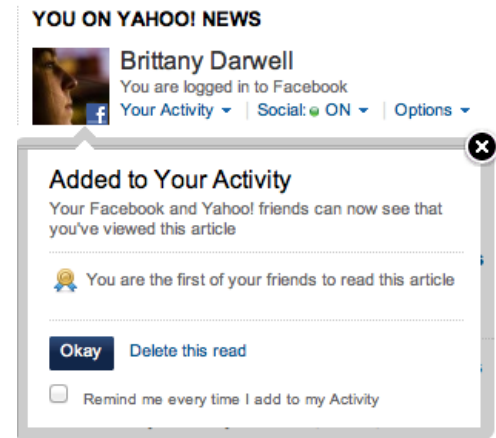 YOU ON YAHOO! NEWS
Brittany Darwell
You are logged in to Facebook
Your Activity Social: ON Options
Added to Your Activity
Your Facebook and Yahoo! friends can now see that
you've viewed this article
You are the first of your friends to read this article
Okay Delete this read
Remind me every time I add to my Activity